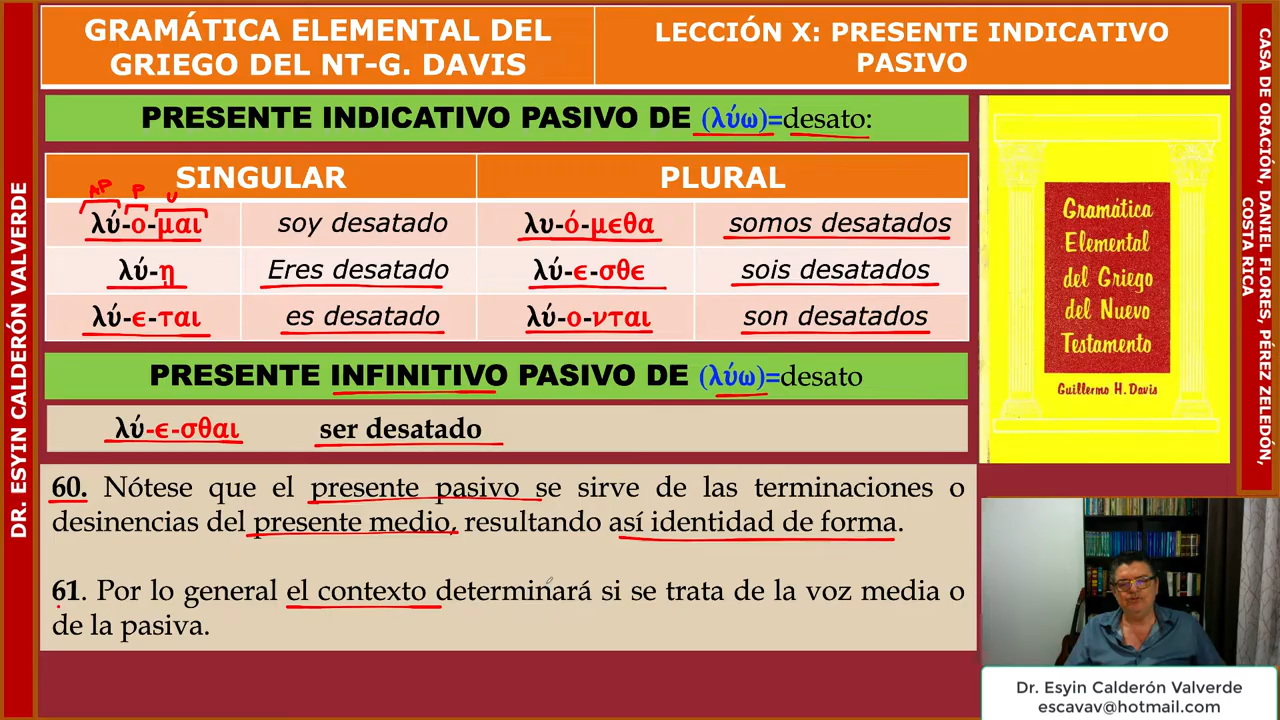 GRAMÁTICA ELEMENTAL DEL
GRIEGO DEL NT-G. DAVIS
LECCIÓN X: PRESENTE INDICATIVO
PASIVO
PRESENTE INDICATIVO PASIVO DE (λύω)=desato:
SINGULAR PLURAL
AP P U
λύ-ο-μαι soy desatado λυ-ό-μεθα somos desatados
λύ-ῃ Eres desatado λύ-ε-σθε sois desatados
λύ-ε-ται es desatado λύ-ο-νται son desatados
PRESENTE INFINITIVO PASIVO DE (λύω)=desato
λύ-ε-σθαι ser desatado
60. Nótese que el presente pasivo se sirve de las terminaciones o
desinencias del presente medio, resultando así identidad de forma.
61. Por lo general el contexto determinará si se trata de la voz media o
de la pasiva.
DR. ESYIN CALDERÓN VALVERDE
CASA DE ORACIÓN, DANIEL FLORES, PÉREZ ZELEDÓN,
COSTA RICA
Gramática
Elemental
del Griego
del Nuevo
Testamento
Guillermo H. Davis
Dr. Esyin Calderón Valverde
escavav@hotmail.com